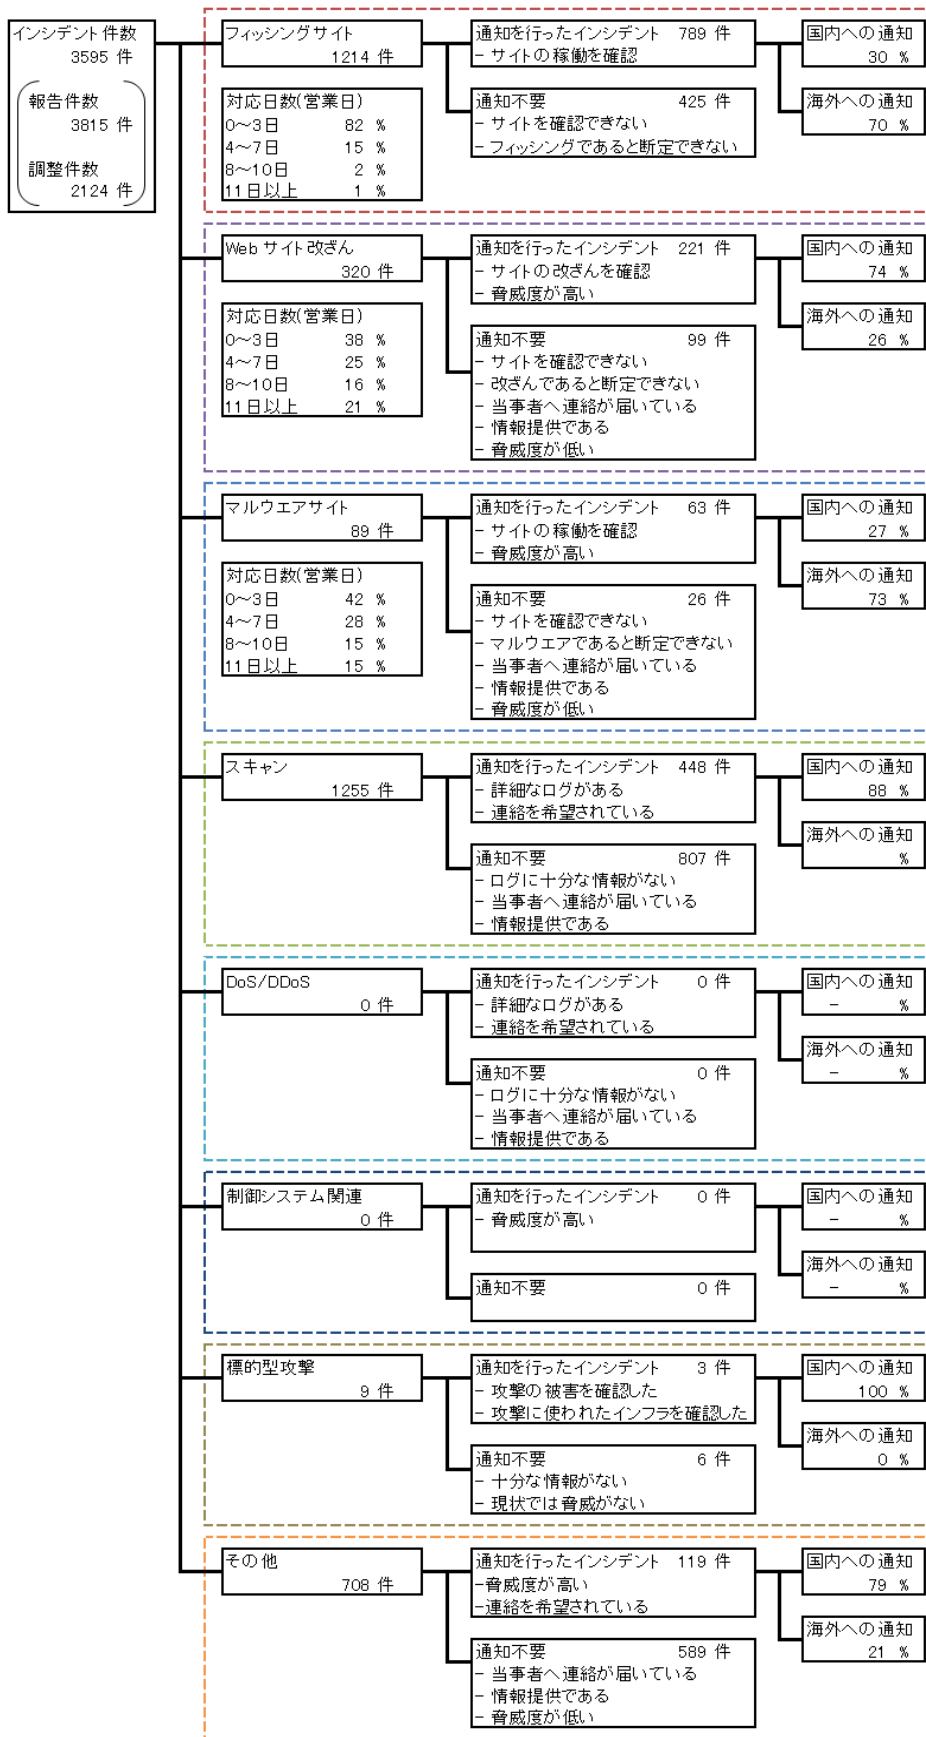 インシデント件数
3595 件
報告件数
3815 件
調整件数
2124 件
フィッシングサイト
1214 件
対応日数(営業日)
0～3日 82 %
4～7日 15 %
8～10日 2 %
11日以上 1 %
通知を行ったインシデント 789 件
- サイトの稼働を確認
通知不要 425 件
- サイトを確認できない
- フィッシングであると断定できない
国内への通知
30 %
海外への通知
70 %
Web サイト改ざん
320 件
対応日数(営業日)
0～3日 38 %
4～7日 25 %
8～10日 16 %
11日以上 21 %
通知を行ったインシデント 221 件
- サイトの改ざんを確認
- 脅威度が高い
通知不要 99 件
- サイトを確認できない
- 改ざんであると断定できない
- 当事者へ連絡が届いている
- 情報提供である
- 脅威度が低い
国内への通知
74 %
海外への通知
26 %
マルウエアサイト
89 件
対応日数(営業日)
0～3日 42 %
4～7日 28 %
8～10日 15 %
11日以上 15 %
通知を行ったインシデント 63 件
- サイトの稼働を確認
- 脅威度が高い
通知不要 26 件
- サイトを確認できない
- マルウエアであると断定できない
- 当事者へ連絡が届いている
- 情報提供である
- 脅威度が低い
国内への通知
27 %
海外への通知
73 %
スキャン
1255 件
通知を行ったインシデント 448 件
- 詳細なログがある
- 連絡を希望されている
通知不要 807 件
- ログに十分な情報がない
- 当事者へ連絡が届いている
- 情報提供である
国内への通知
88 %
海外への通知
%
DoS/DDoS
0 件
通知を行ったインシデント 0 件
- 詳細なログがある
- 連絡を希望されている
通知不要 0 件
- ログに十分な情報がない
- 当事者へ連絡が届いている
- 情報提供である
国内への通知
- %
海外への通知
- %
制御システム関連
0 件
通知を行ったインシデント 0 件
- 脅威度が高い
通知不要 0 件
国内への通知
- %
海外への通知
- %
標的型攻撃
9 件
通知を行ったインシデント 3 件
- 攻撃の被害を確認した
- 攻撃に使われたインフラを確認した
通知不要 6 件
- 十分な情報がない
- 現状では脅威がない
国内への通知
100 %
海外への通知
0 %
その他
708 件
通知を行ったインシデント 119 件
-脅威度が高い
-連絡を希望されている
通知不要 589 件
- 当事者へ連絡が届いている
- 情報提供である
- 脅威度が低い
国内への通知
79 %
海外への通知
21 %